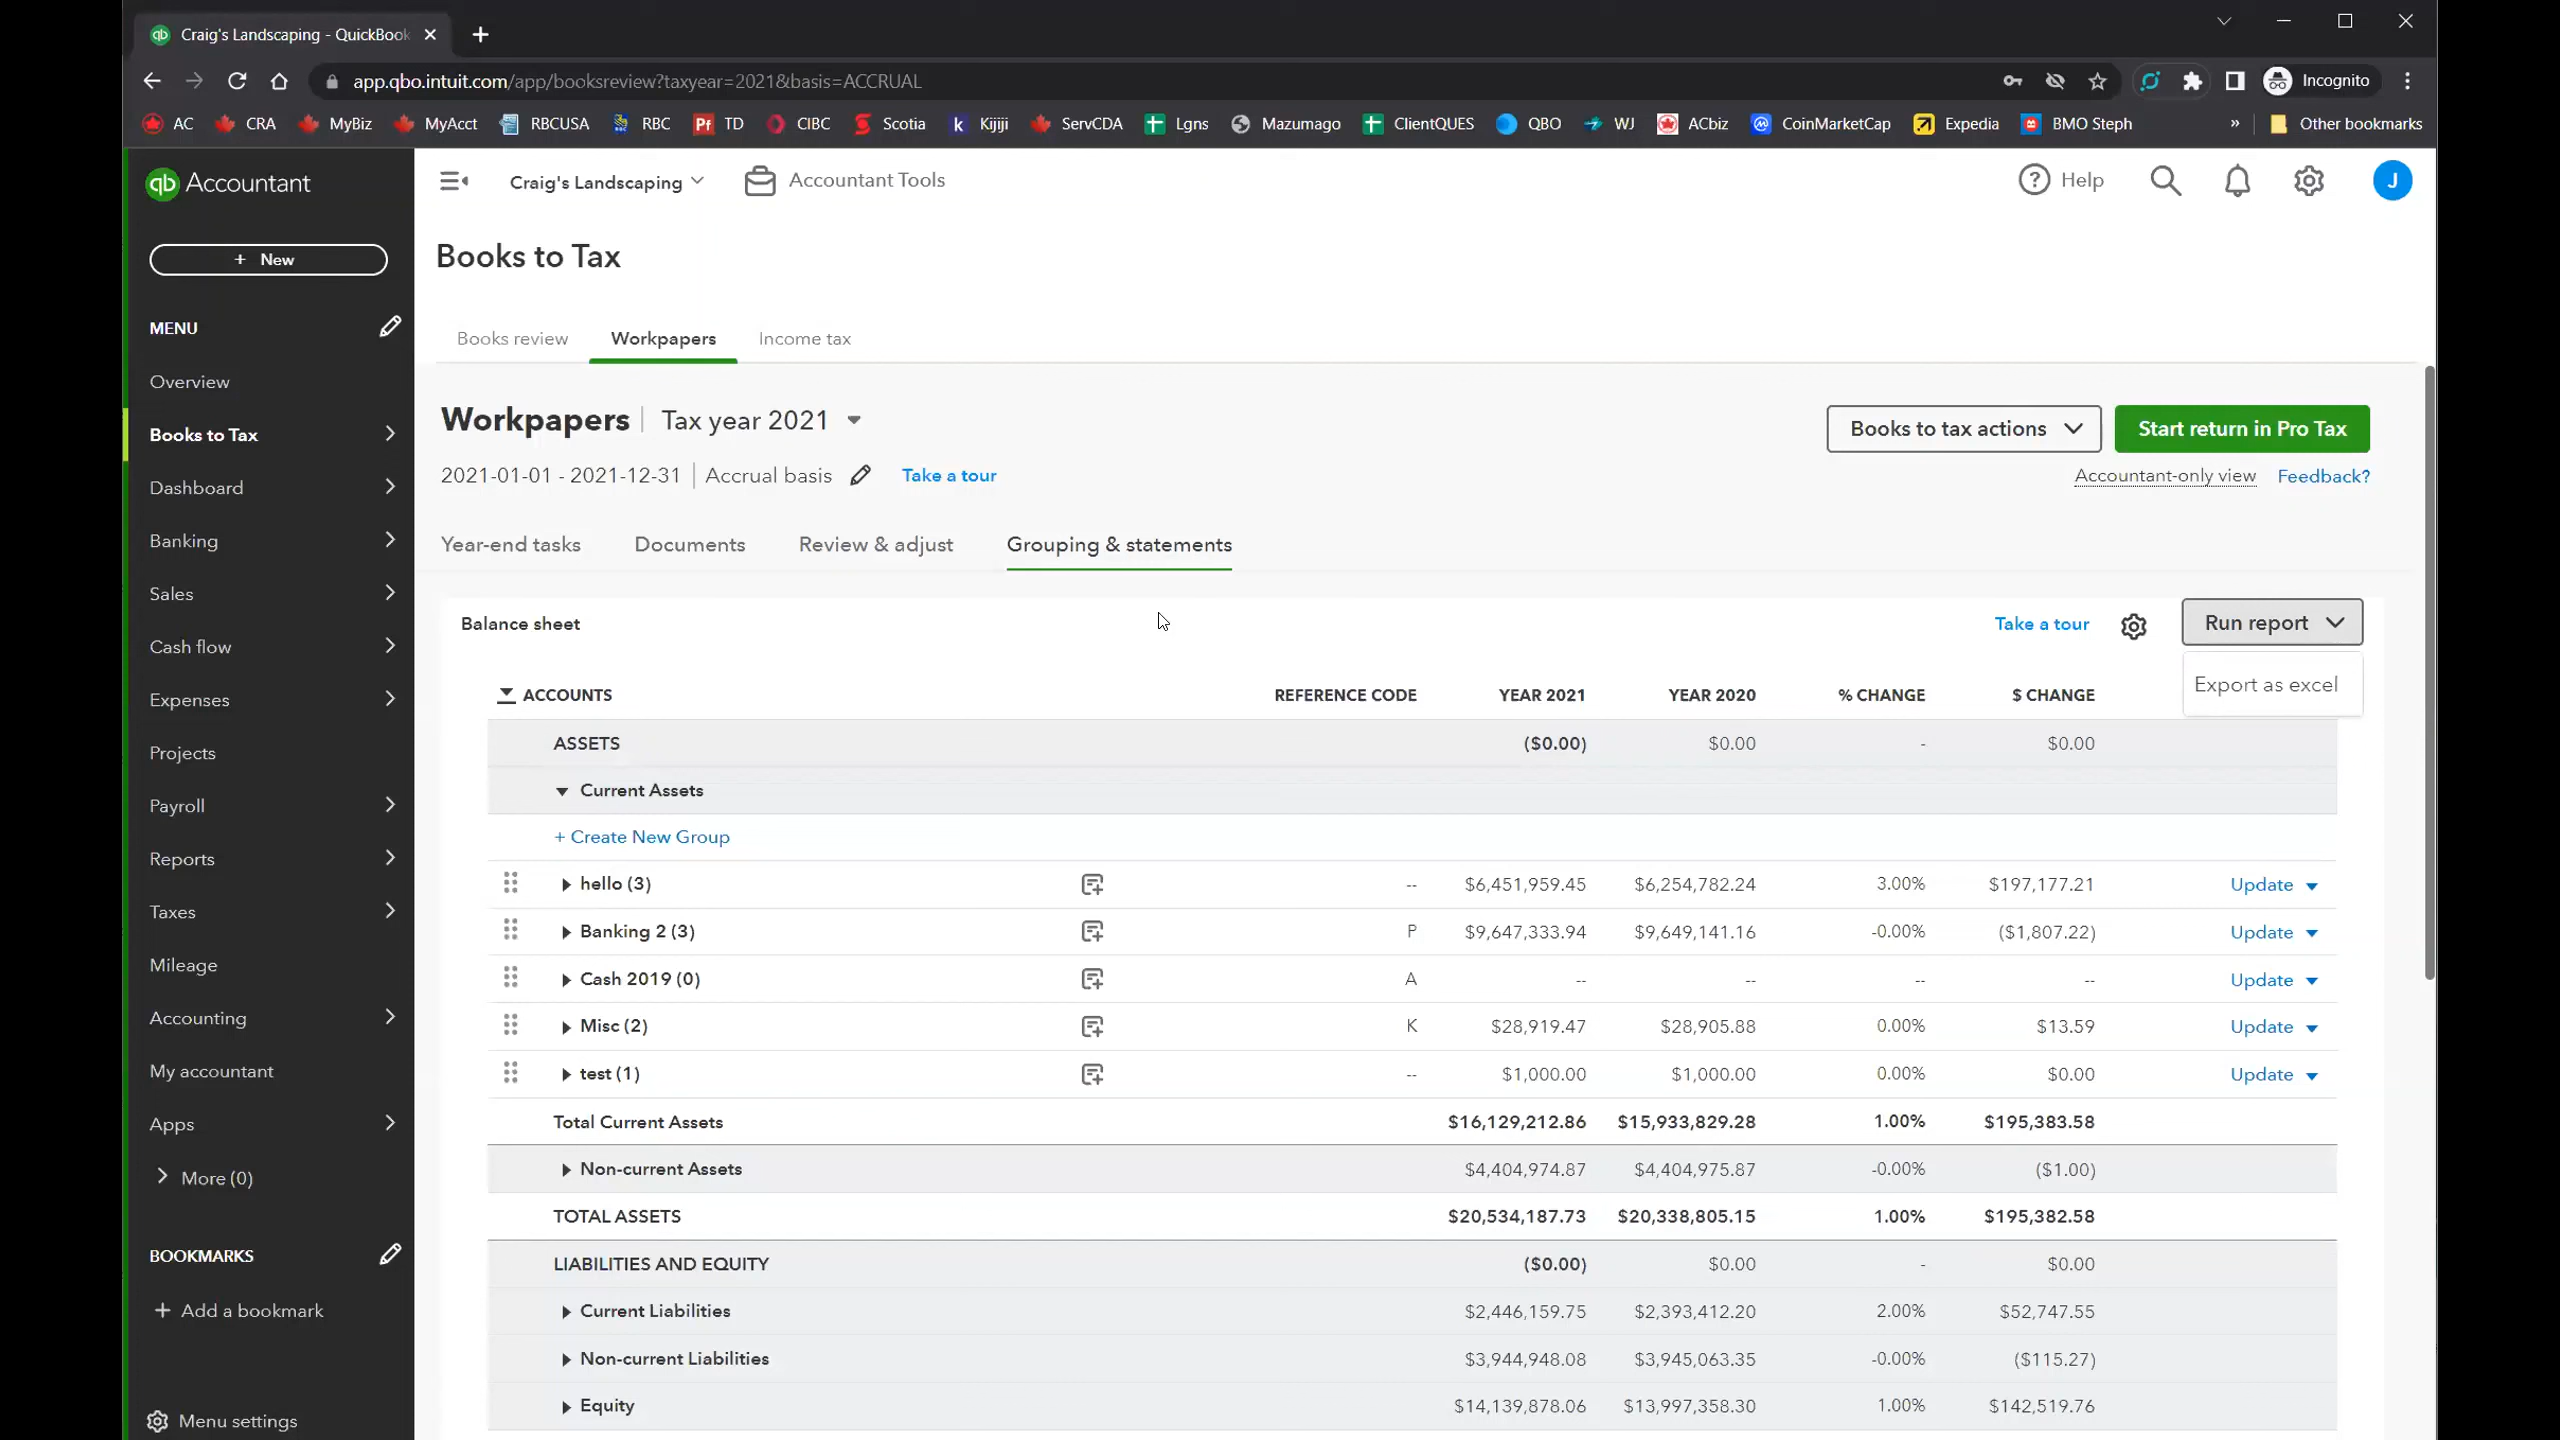 Craig's Landscaping - QuickBook
app.qbo.intuit.com/app/booksreview?taxyear=2021&basis=ACCRUAL
Incognito
AC CRA MyBiz MyAcct RBCUSA RBC TD CIBC Scotia Kijiji ServCDA Lgns Mazumago ClientQUES QBO WJ ACbiz CoinMarketCap Expedia BMO Steph » Other bookmarks
qb Accountant
+ New
MENU
Overview
Books to Tax
Dashboard
Banking
Sales
Cash flow
Expenses
Projects
Payroll
Reports
Taxes
Mileage
Accounting
My accountant
Apps
More (0)
BOOKMARKS
+ Add a bookmark
Menu settings
Craig's Landscaping
Accountant Tools
Help
J
Books to Tax
Books review Workpapers Income tax
Workpapers | Tax year 2021
Books to tax actions
Start return in Pro Tax
2021-01-01 - 2021-12-31 | Accrual basis
Take a tour
Accountant-only view Feedback?
Year-end tasks Documents Review & adjust Grouping & statements
Balance sheet
Take a tour
Run report
Export as excel
ACCOUNTS REFERENCE CODE YEAR 2021 YEAR 2020 % CHANGE $ CHANGE
ASSETS ($0.00) $0.00 - $0.00
Current Assets
+ Create New Group
hello (3) -- $6,451,959.45 $6,254,782.24 3.00% $197,177.21 Update
Banking 2 (3) P $9,647,333.94 $9,649,141.16 -0.00% ($1,807.22) Update
Cash 2019 (0) A -- -- -- -- Update
Misc (2) K $28,919.47 $28,905.88 0.00% $13.59 Update
test (1) -- $1,000.00 $1,000.00 0.00% $0.00 Update
Total Current Assets $16,129,212.86 $15,933,829.28 1.00% $195,383.58
Non-current Assets $4,404,974.87 $4,404,975.87 -0.00% ($1.00)
TOTAL ASSETS $20,534,187.73 $20,338,805.15 1.00% $195,382.58
LIABILITIES AND EQUITY ($0.00) $0.00 - $0.00
Current Liabilities $2,446,159.75 $2,393,412.20 2.00% $52,747.55
Non-current Liabilities $3,944,948.08 $3,945,063.35 -0.00% ($115.27)
Equity $14,139,878.06 $13,997,358.30 1.00% $142,519.76